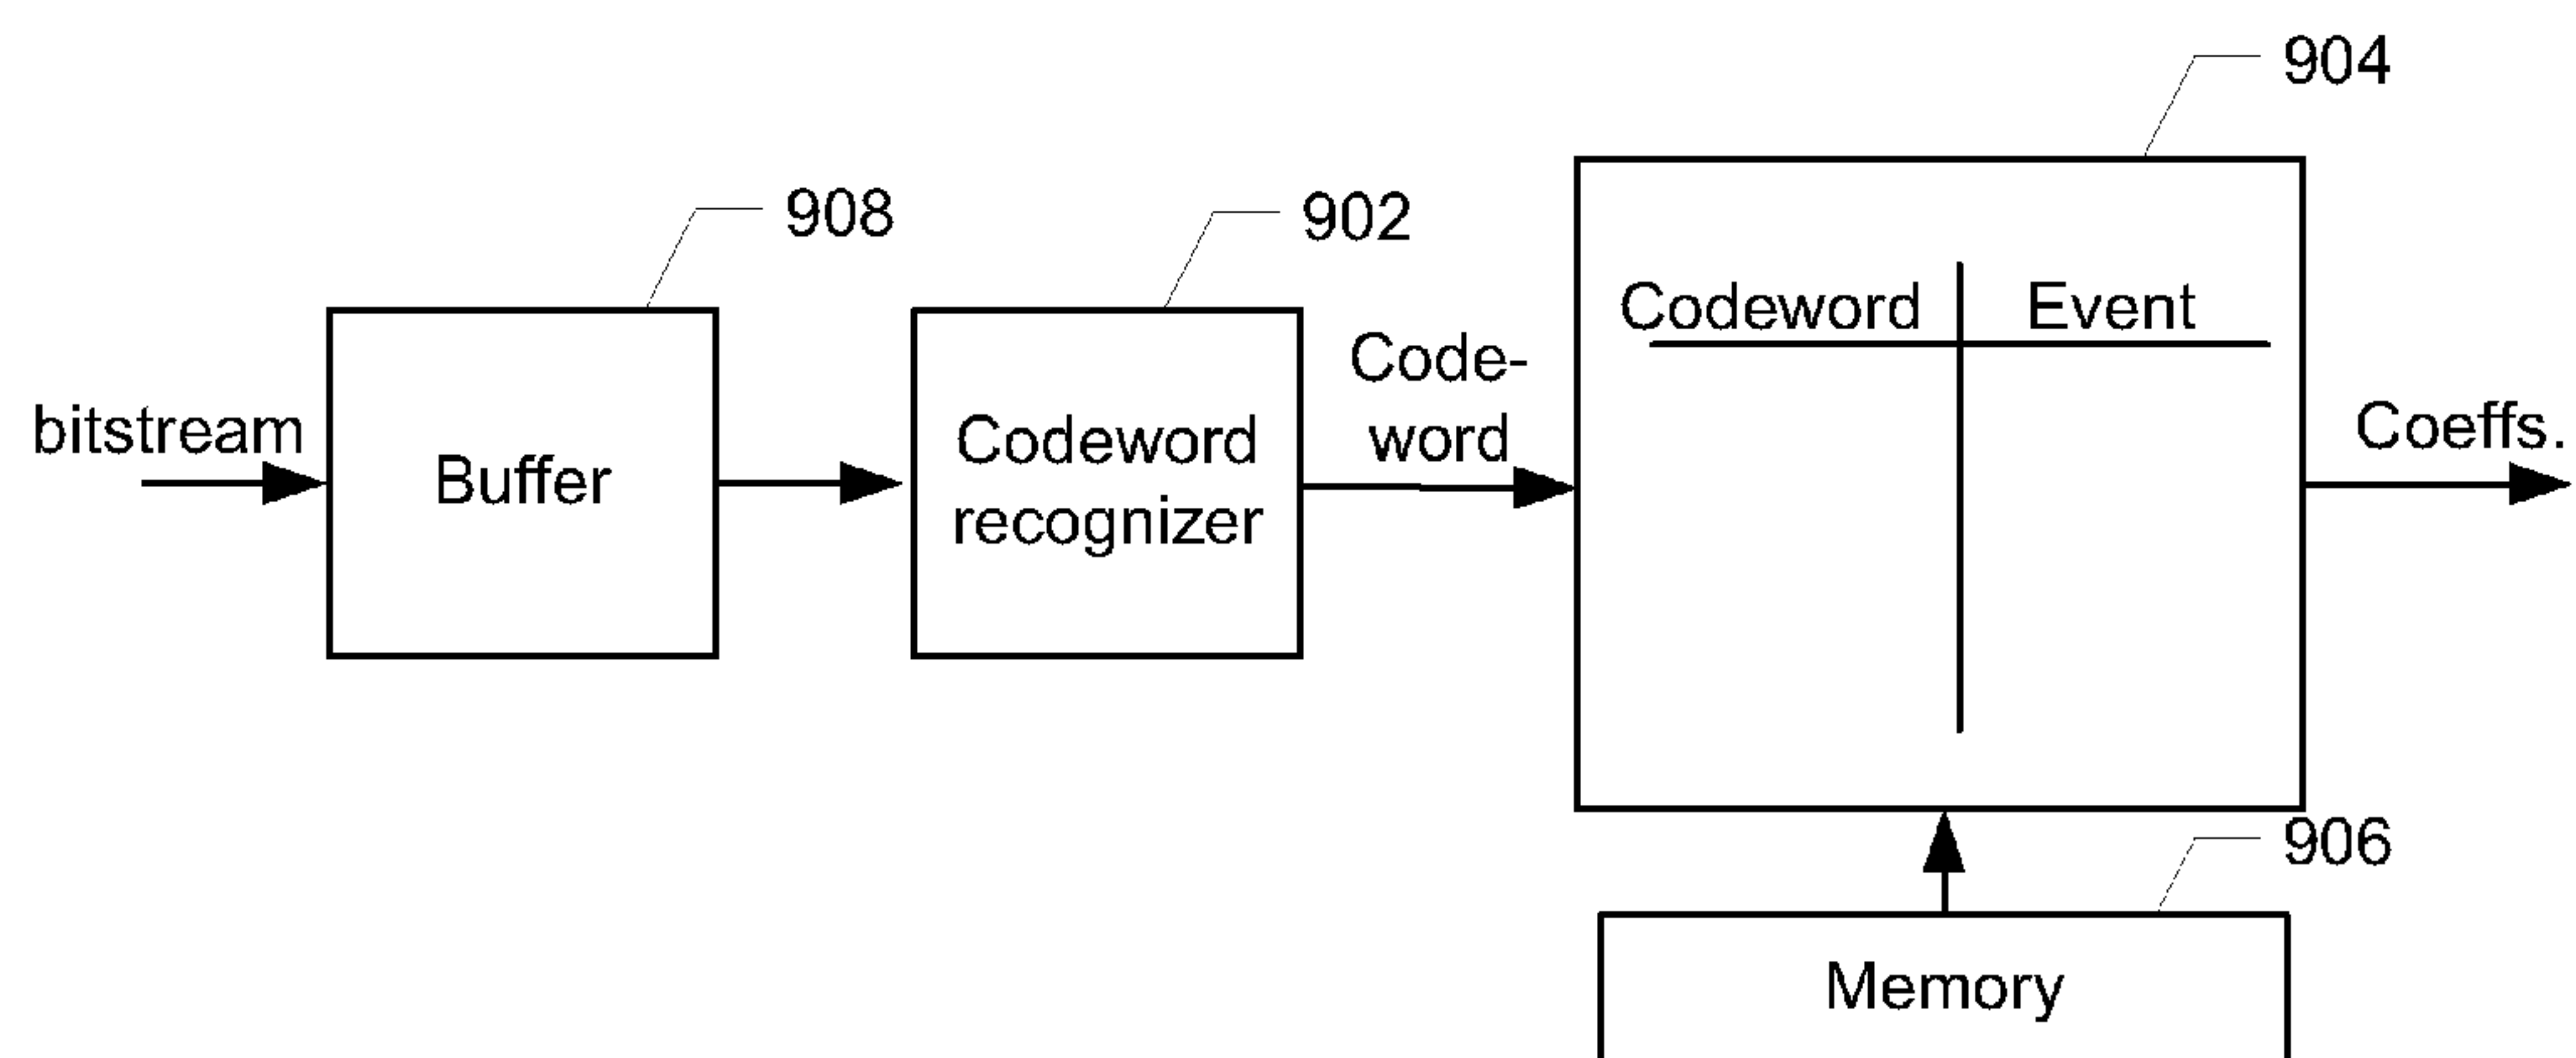 904
908
902
Codeword
Event
Code-
word
bitstream
Buffer
Codeword
recognizer
Coeffs.
906
Memory